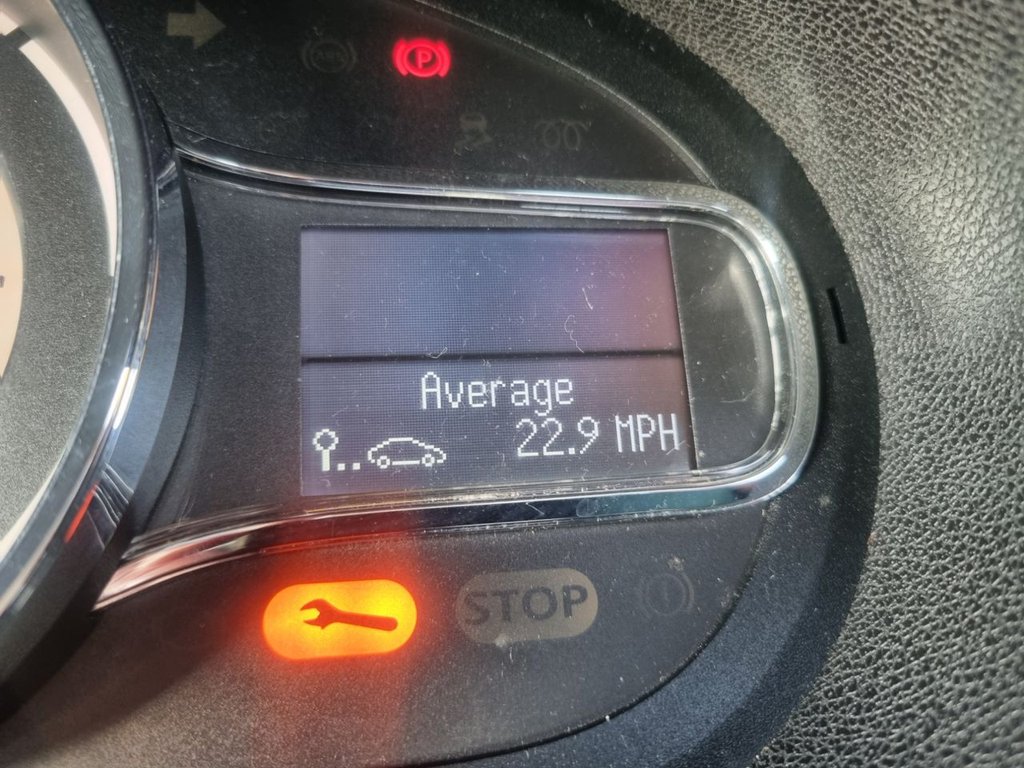 P
Average
22.9 MPH
STOP